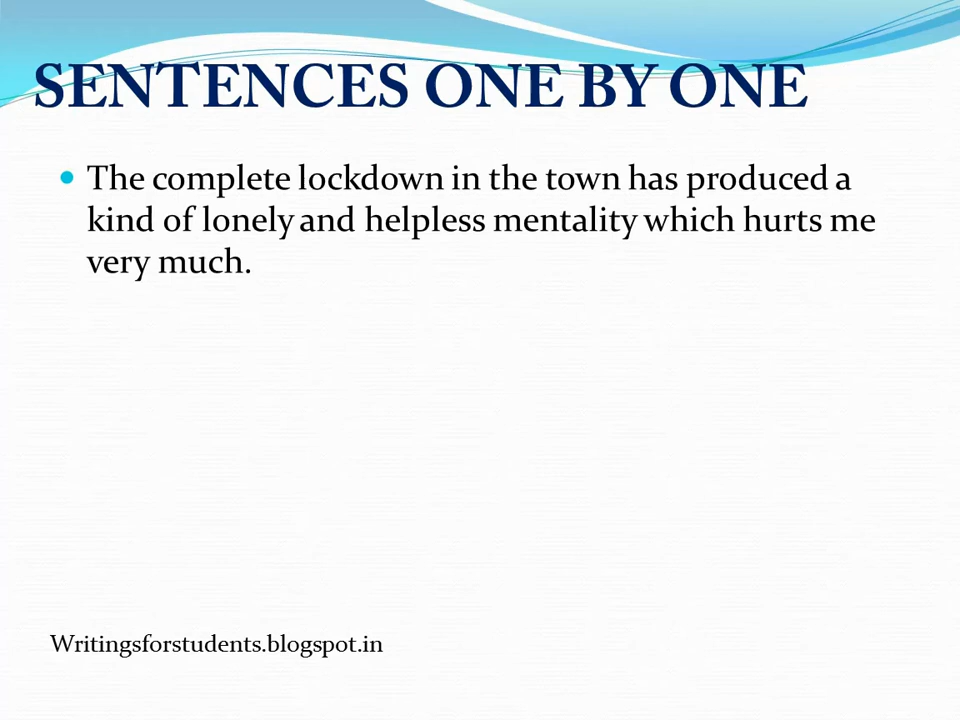 SENTENCES ONE BY ONE
The complete lockdown in the town has produced a
kind of lonely and helpless mentality which hurts me
very much.
Writingsforstudents.blogspot.in